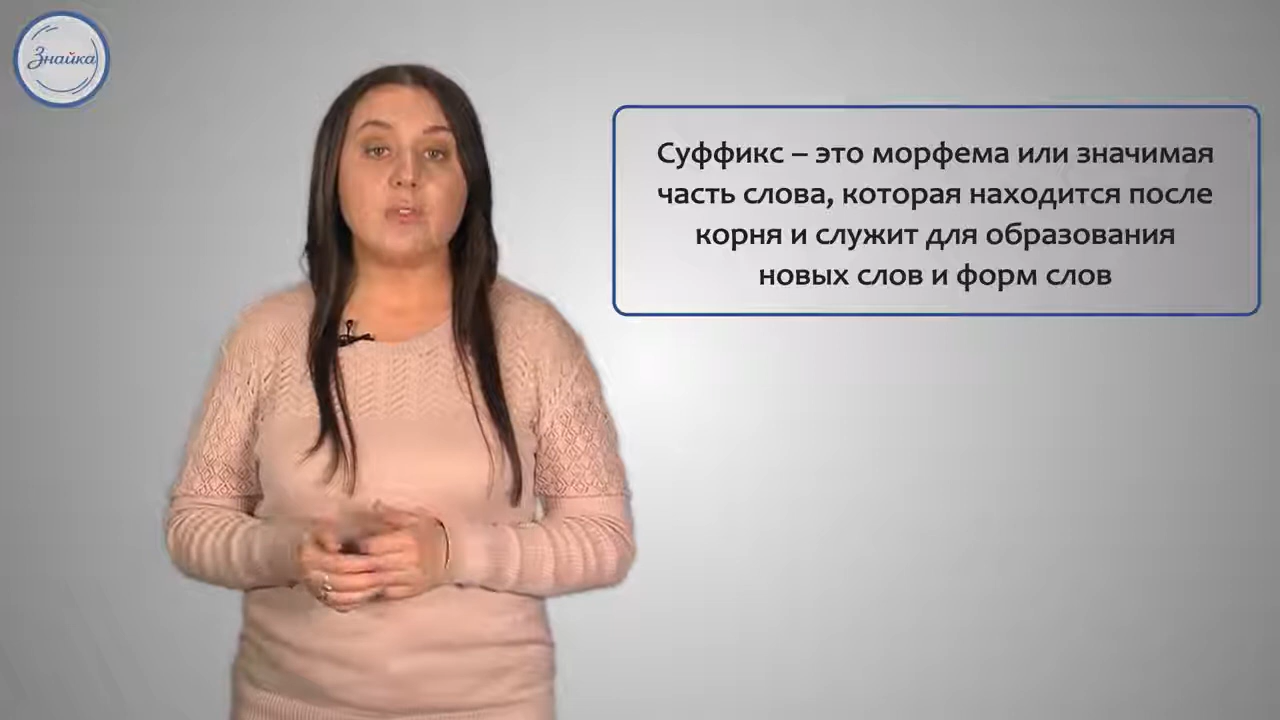 Знайка
Суффикс – это морфема или значимая
часть слова, которая находится после
корня и служит для образования
новых слов и форм слов